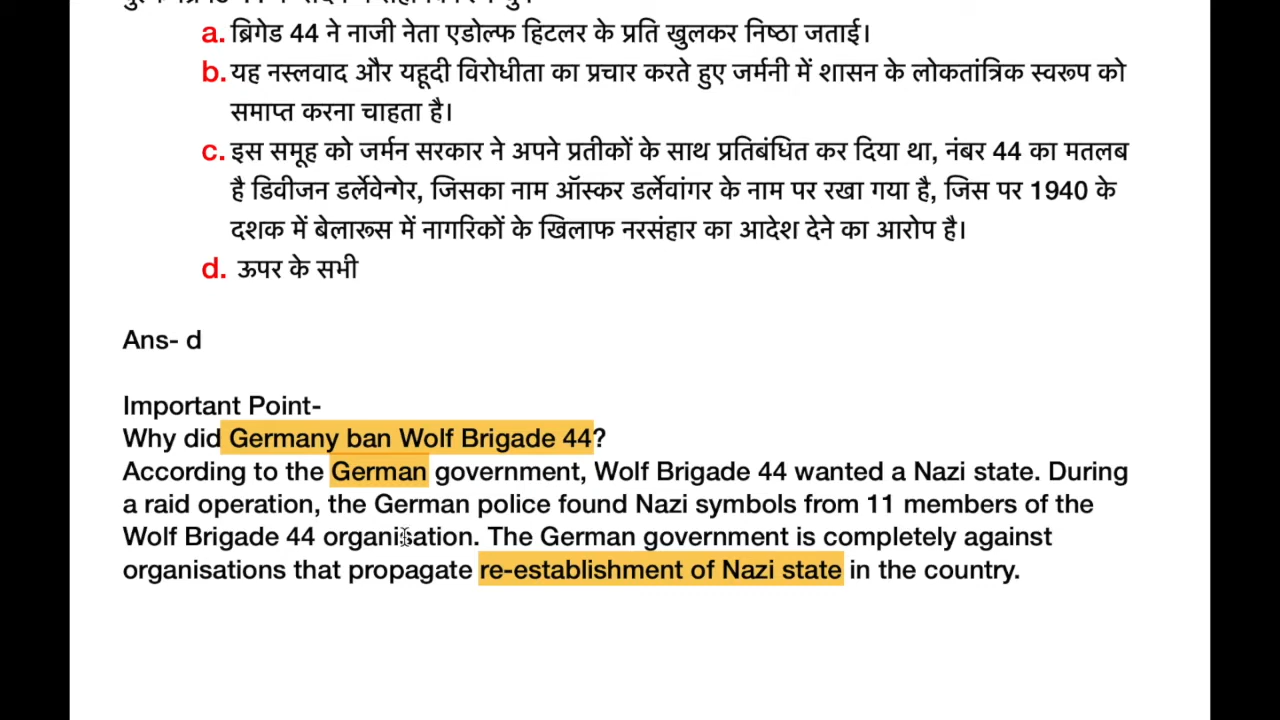 a. ब्रिगेड 44 ने नाजी नेता एडोल्फ हिटलर के प्रति खुलकर निष्ठा जताई।
b. यह नस्लवाद और यहूदी विरोधीता का प्रचार करते हुए जर्मनी में शासन के लोकतांत्रिक स्वरूप को
समाप्त करना चाहता है।
c. इस समूह को जर्मन सरकार ने अपने प्रतीकों के साथ प्रतिबंधित कर दिया था, नंबर 44 का मतलब
है डिवीजन डर्लेवेन्गेर, जिसका नाम ऑस्कर डर्लेवांगर के नाम पर रखा गया है, जिस पर 1940 के
दशक में बेलारूस में नागरिकों के खिलाफ नरसंहार का आदेश देने का आरोप है।
d. ऊपर के सभी
Ans- d
Important Point-
Why did Germany ban Wolf Brigade 44?
According to the German government, Wolf Brigade 44 wanted a Nazi state. During
a raid operation, the German police found Nazi symbols from 11 members of the
Wolf Brigade 44 organisation. The German government is completely against
organisations that propagate re-establishment of Nazi state in the country.